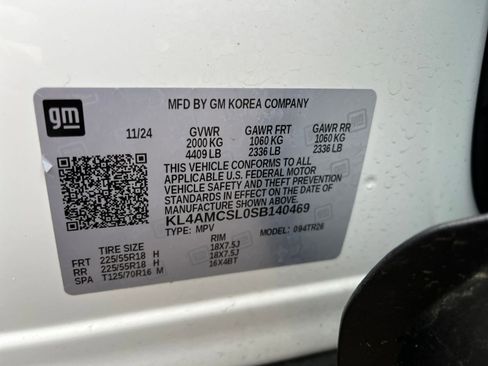 gm
MFD BY GM KOREA COMPANY
11/24 GVWR GAWR FRT GAWR RR
2000 KG 1060 KG 1060 KG
4409 LB 2336 LB 2336 LB
THIS VEHICLE CONFORMS TO ALL
APPLICABLE U.S. FEDERAL MOTOR
VEHICLE SAFETY AND THEFT
PREVENTION STANDARDS IN
EFFECT ON THE DATE OF
MANUFACTURE SHOWN ABOVE.
KL4AMCSL0SB140469
TYPE: MPV MODEL: 094TR26
TIRE SIZE RIM
FRT 225/55R18 H 18X7.5J
RR 225/55R18 H 18X7.5J
SPA T125/70R16 M 16X4BT